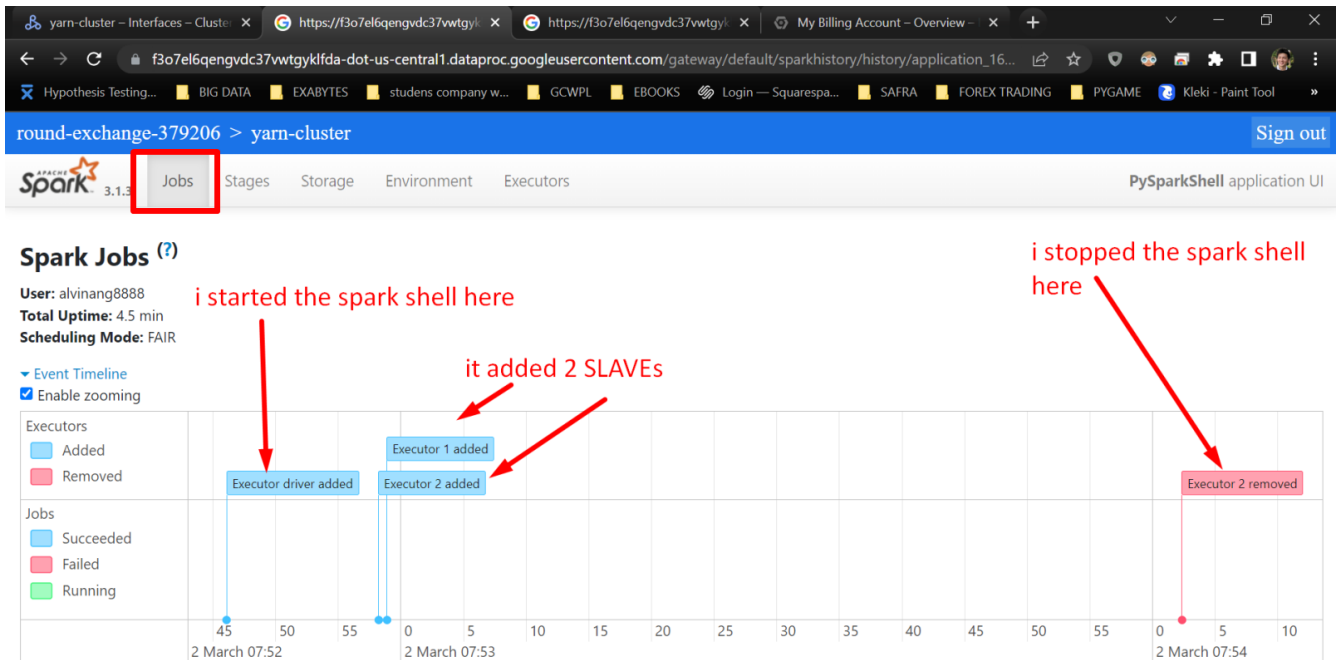 yarn-cluster – Interfaces – Cluste
https://f3o7el6qengvdc37vwtgyk
https://f3o7el6qengvdc37vwtgyk
My Billing Account – Overview –
f3o7el6qengvdc37vwtgyklfda-dot-us-central1.dataproc.googleusercontent.com/gateway/default/sparkhistory/history/application_16...
Hypothesis Testing... BIG DATA EXABYTES studens company w... GCWPL EBOOKS Login — Squarespa... SAFRA FOREX TRADING PYGAME Kleki - Paint Tool »
round-exchange-379206 > yarn-cluster Sign out
APACHE Spark 3.1.3 Jobs Stages Storage Environment Executors PySparkShell application UI
Spark Jobs (?)
User: alvinang8888
Total Uptime: 4.5 min
Scheduling Mode: FAIR
i started the spark shell here
i stopped the spark shell
here
it added 2 SLAVEs
Event Timeline
Enable zooming
Executors
Added
Removed
Executor driver added
Executor 1 added
Executor 2 added
Executor 2 removed
Jobs
Succeeded
Failed
Running
45 50 55 0 5 10 15 20 25 30 35 40 45 50 55 0 5 10
2 March 07:52 2 March 07:53 2 March 07:54